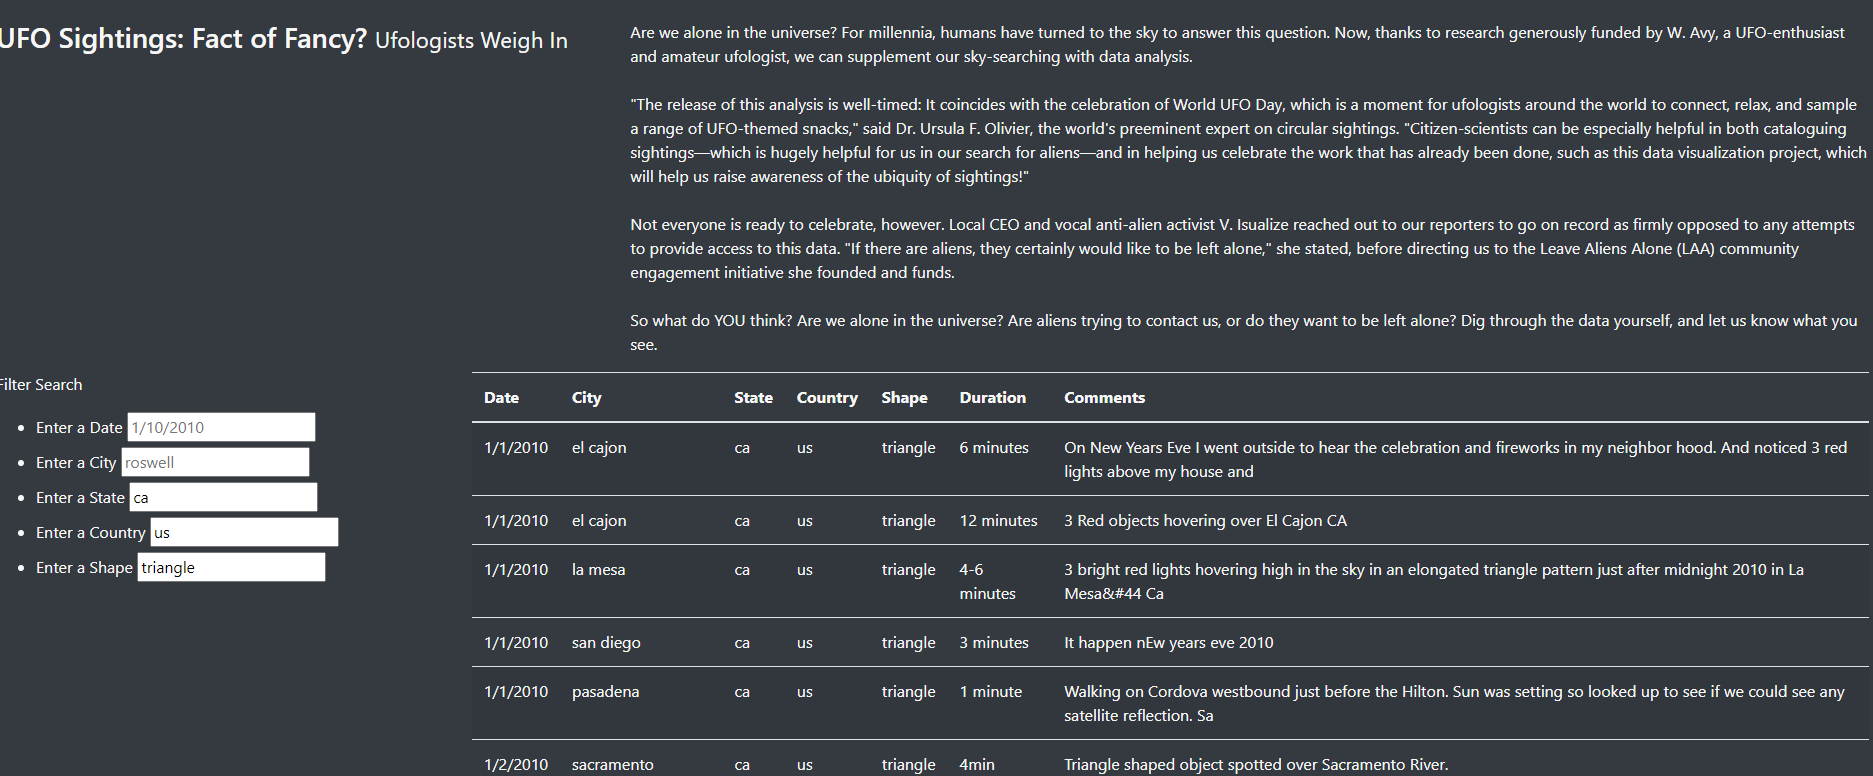 UFO Sightings: Fact of Fancy? Ufologists Weigh In
Are we alone in the universe? For millennia, humans have turned to the sky to answer this question. Now, thanks to research generously funded by W. Avy, a UFO-enthusiast
and amateur ufologist, we can supplement our sky-searching with data analysis.
"The release of this analysis is well-timed: It coincides with the celebration of World UFO Day, which is a moment for ufologists around the world to connect, relax, and sample
a range of UFO-themed snacks," said Dr. Ursula F. Olivier, the world's preeminent expert on circular sightings. "Citizen-scientists can be especially helpful in both cataloguing
sightings—which is hugely helpful for us in our search for aliens—and in helping us celebrate the work that has already been done, such as this data visualization project, which
will help us raise awareness of the ubiquity of sightings!"
Not everyone is ready to celebrate, however. Local CEO and vocal anti-alien activist V. Isualize reached out to our reporters to go on record as firmly opposed to any attempts
to provide access to this data. "If there are aliens, they certainly would like to be left alone," she stated, before directing us to the Leave Aliens Alone (LAA) community
engagement initiative she founded and funds.
So what do YOU think? Are we alone in the universe? Are aliens trying to contact us, or do they want to be left alone? Dig through the data yourself, and let us know what you
see.
Filter Search
Enter a Date 1/10/2010
Enter a City roswell
Enter a State ca
Enter a Country us
Enter a Shape triangle
Date City State Country Shape Duration Comments
1/1/2010 el cajon ca us triangle 6 minutes On New Years Eve I went outside to hear the celebration and fireworks in my neighbor hood. And noticed 3 red
lights above my house and
1/1/2010 el cajon ca us triangle 12 minutes 3 Red objects hovering over El Cajon CA
1/1/2010 la mesa ca us triangle 4-6 3 bright red lights hovering high in the sky in an elongated triangle pattern just after midnight 2010 in La
minutes Mesa&#44 Ca
1/1/2010 san diego ca us triangle 3 minutes It happen nEw years eve 2010
1/1/2010 pasadena ca us triangle 1 minute Walking on Cordova westbound just before the Hilton. Sun was setting so looked up to see if we could see any
satellite reflection. Sa
1/2/2010 sacramento ca us triangle 4min Triangle shaped object spotted over Sacramento River.